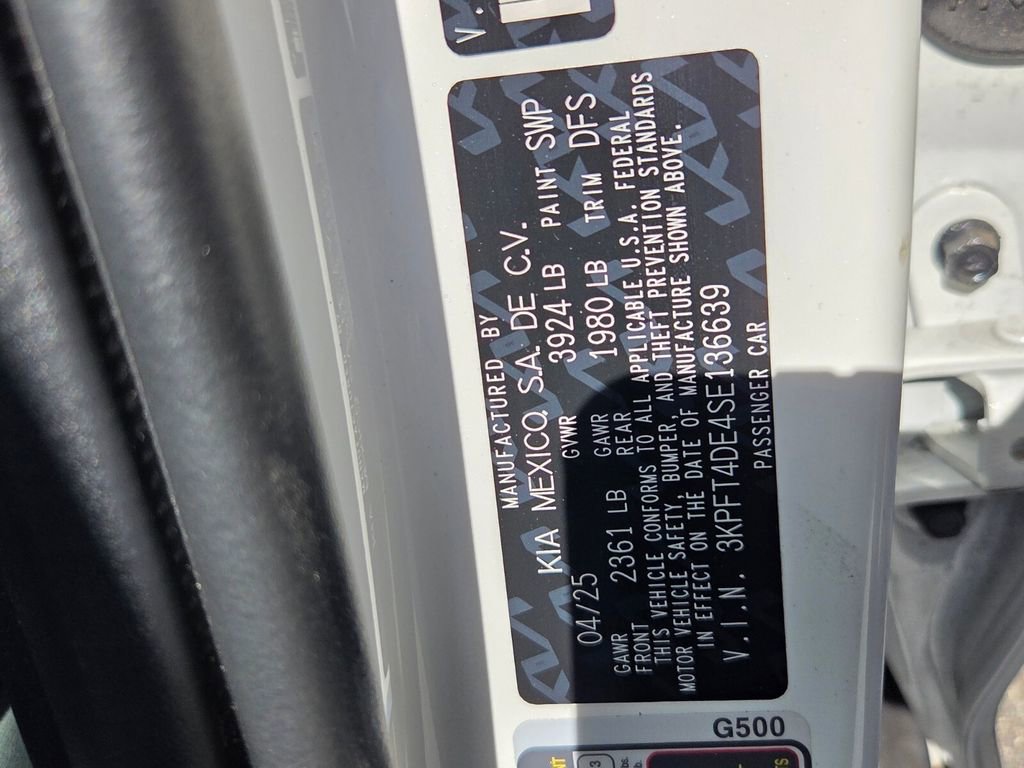 V.
MANUFACTURED BY
KIA MEXICO, S.A. DE C.V.
04/25 GVWR 3924 LB PAINT SWP
GAWR FRONT 2361 LB GAWR REAR 1980 LB TRIM DFS
THIS VEHICLE CONFORMS TO ALL APPLICABLE U.S.A. FEDERAL
MOTOR VEHICLE SAFETY, BUMPER, AND THEFT PREVENTION STANDARDS
IN EFFECT ON THE DATE OF MANUFACTURE SHOWN ABOVE.
V.I.N. 3KPFT4DE4SE136639
PASSENGER CAR
G500
3